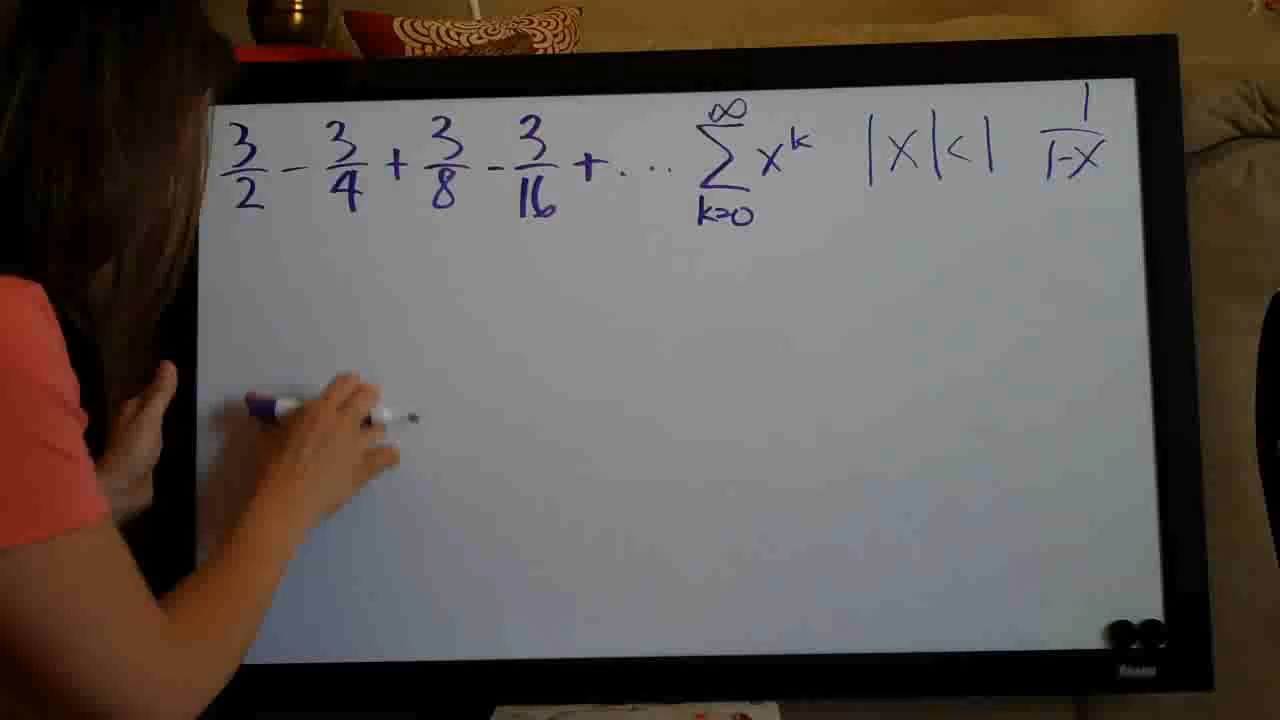 3/2 - 3/4 + 3/8 - 3/16 + ... ∑_{k=0}^{∞} x^k |x|<1 1/(1-x)